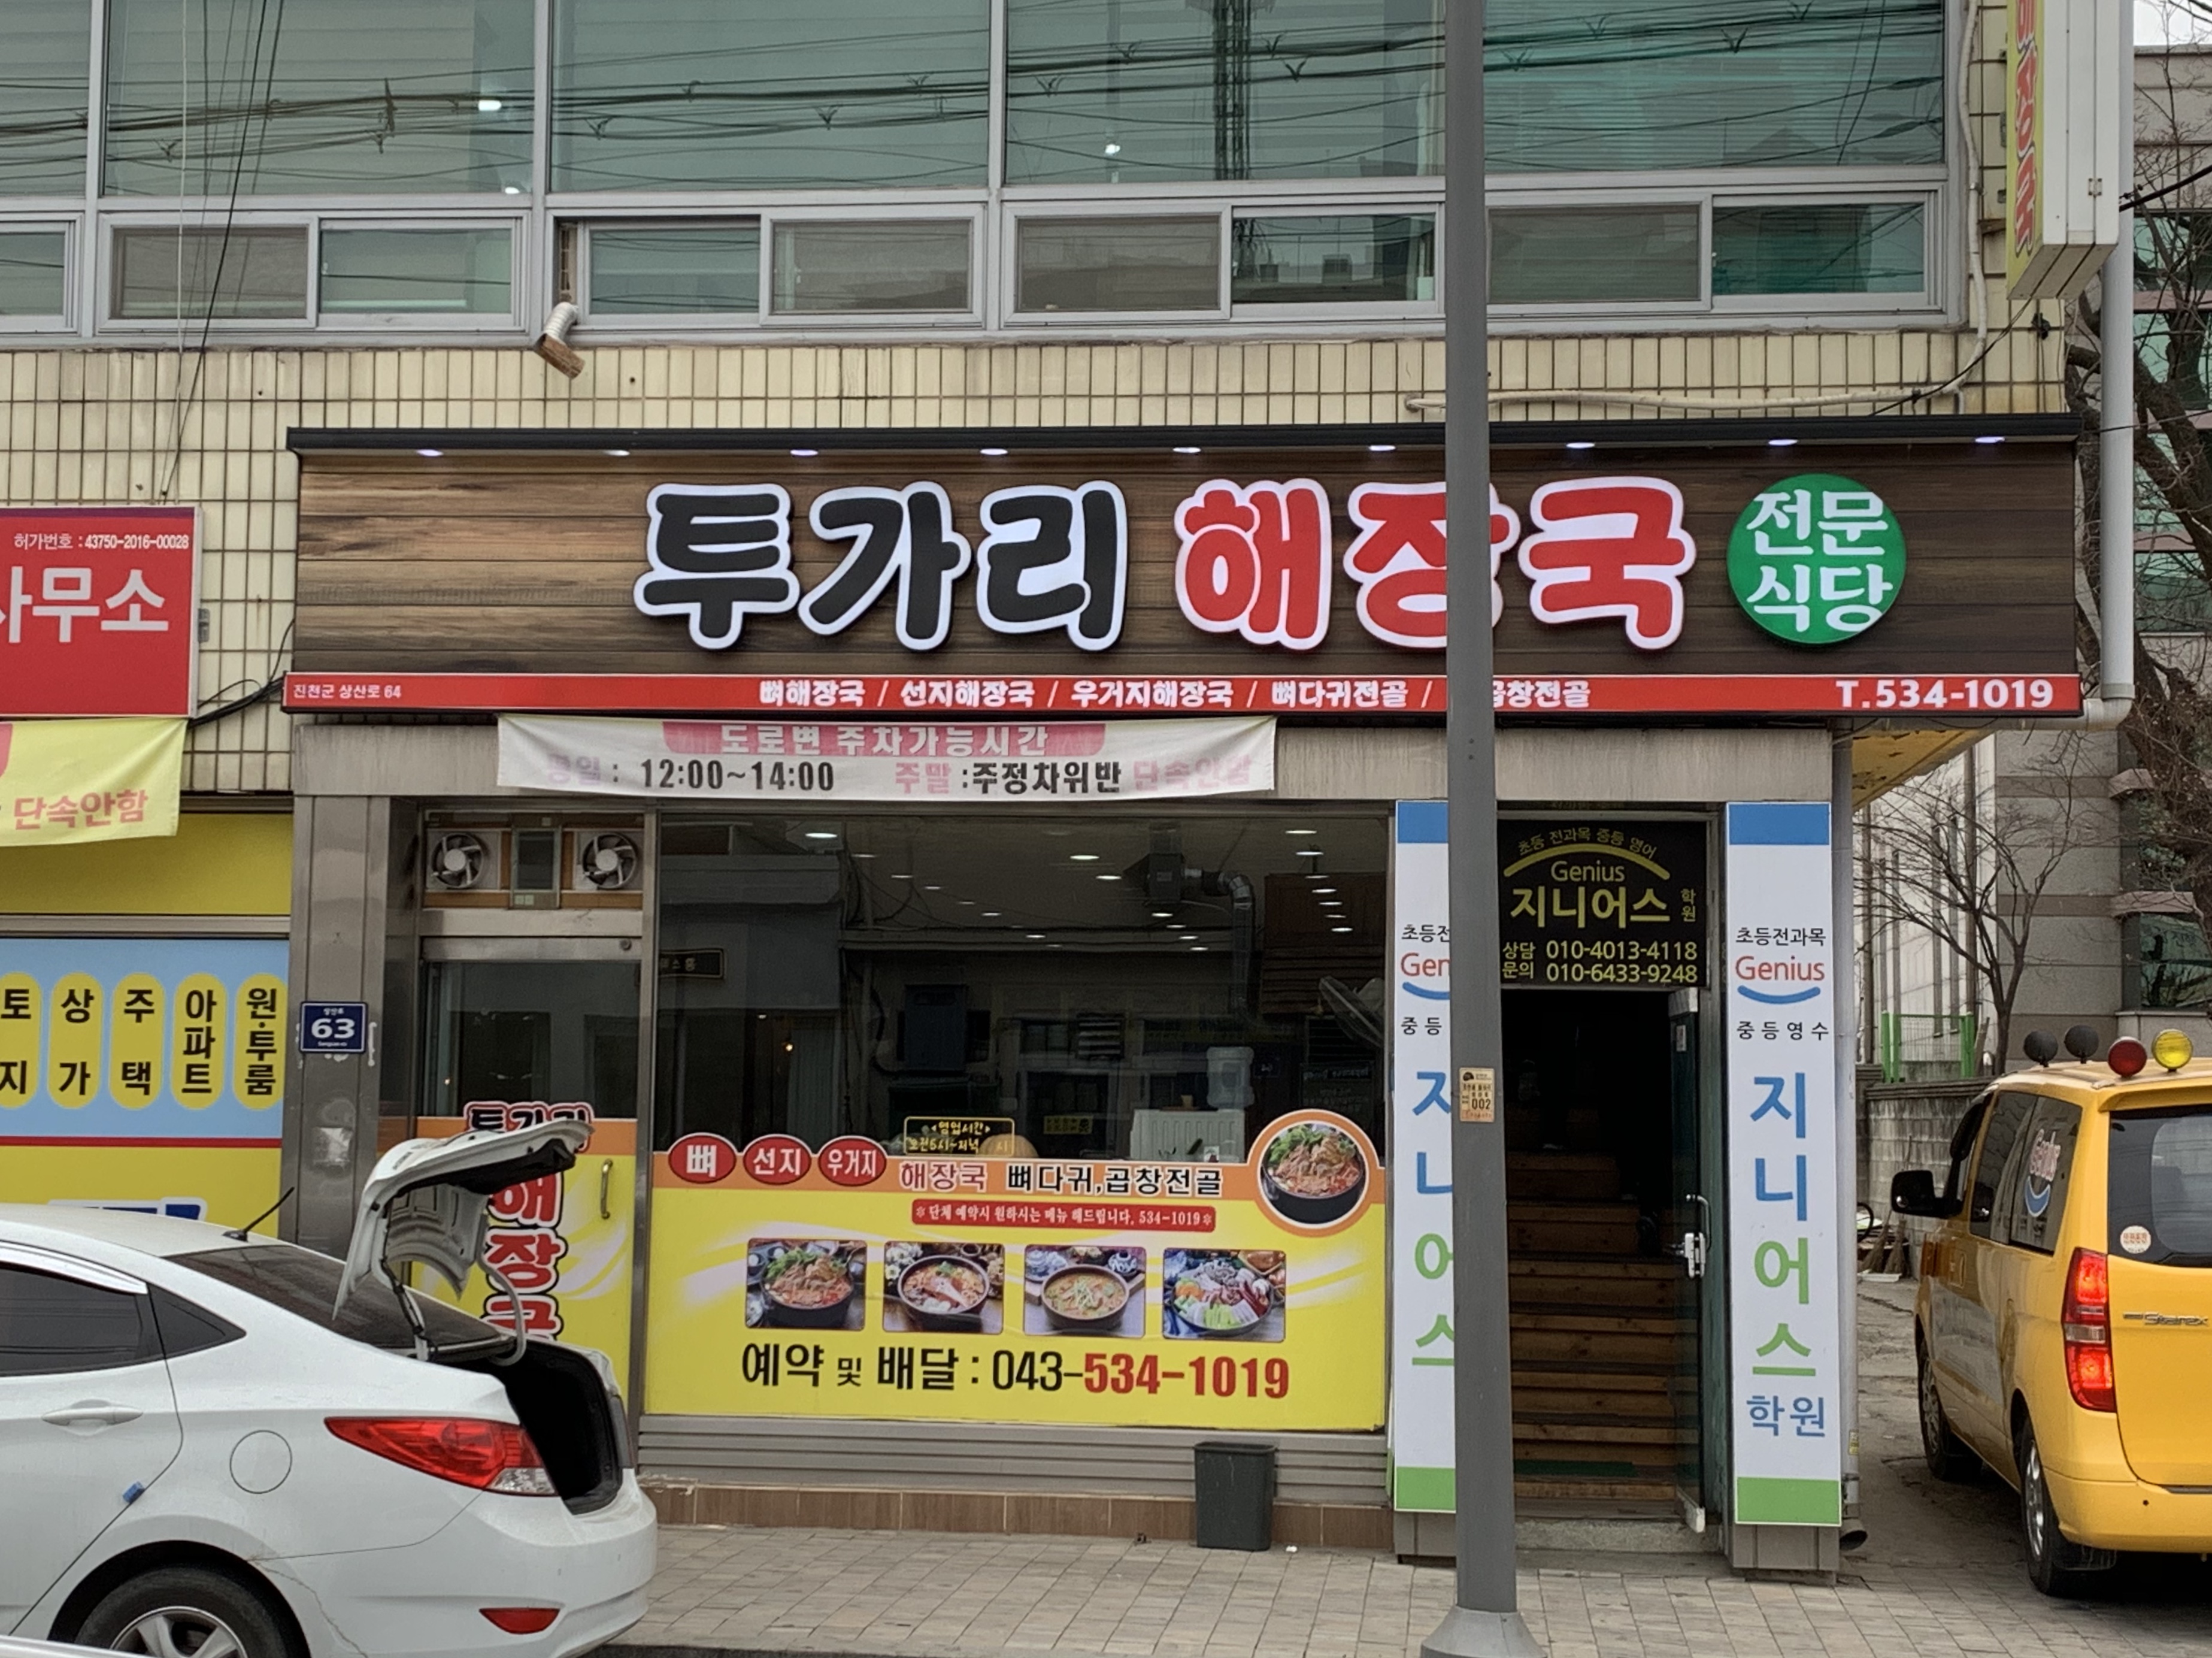 허가번호 : 43750-2016-00028
사무소
단속안함
토지
상가
주택
아파트
원·투룸
투가리 해장국
전문
식당
진천군 상산로 64
뼈해장국 / 선지해장국 / 우거지해장국 / 뼈다귀전골 / 곱창전골
T.534-1019
도로변 주차가능시간
평일 : 12:00~14:00 주말 : 주정차위반 단속안함
63
투가리
해장국
영업시간
뼈 선지 우거지 해장국 뼈다귀,곱창전골
※ 단체 예약시 원하시는 메뉴 해드립니다. 534-1019 ※
예약 및 배달 : 043-534-1019
초등 전과목 중등 영어
Genius
지니어스 학원
상담 문의
010-4013-4118
010-6433-9248
초등전
Gen
중등
지니어스
002
초등전과목
Genius
중등영수
지니어스
학원
Genius
Starex